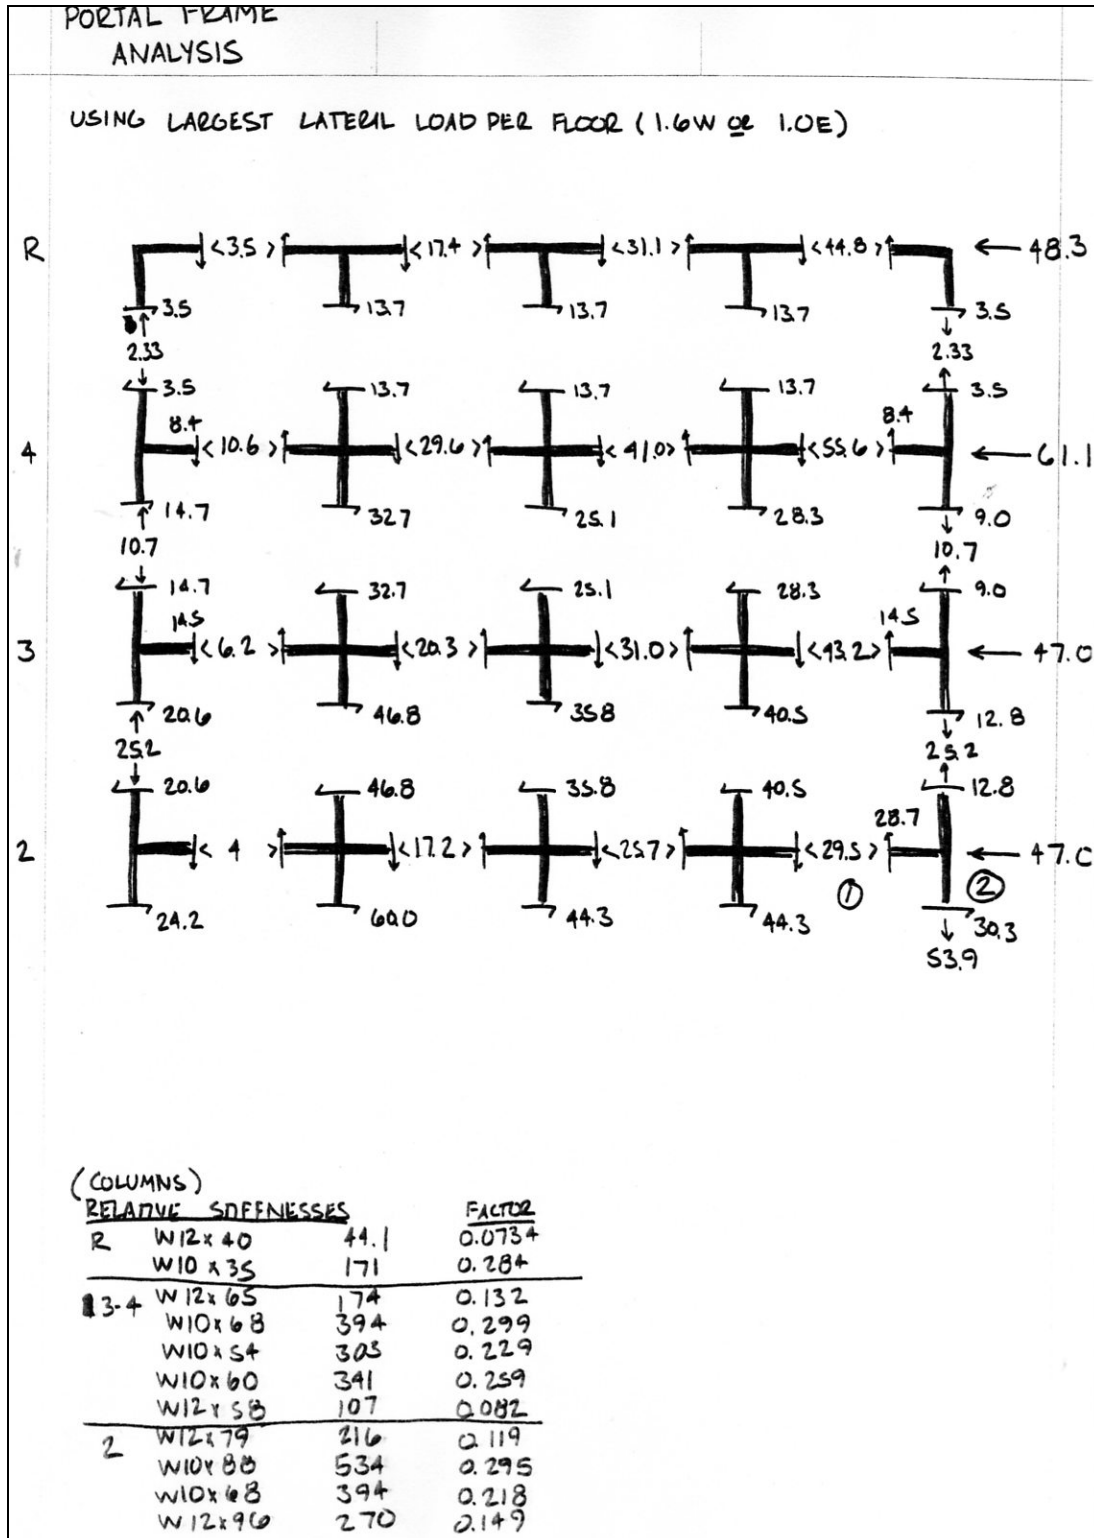 PORTAL FRAME
ANALYSIS
USING LARGEST LATERAL LOAD PER FLOOR (1.6W OR 1.0E)
R <3.5> <17.4> <31.1> <44.8> ← 48.3
3.5 13.7 13.7 13.7 3.5
2.33 2.33
3.5 13.7 13.7 13.7 3.5
8.4 8.4
4 <10.6> <29.6> <41.0> <55.6> ← 61.1
14.7 32.7 25.1 28.3 9.0
10.7 10.7
14.7 32.7 25.1 28.3 9.0
14.5 14.5
3 <6.2> <20.3> <31.0> <43.2> ← 47.0
20.6 46.8 35.8 40.5 12.8
25.2 25.2
20.6 46.8 35.8 40.5 12.8
28.7
2 < 4 > <17.2> <25.7> <29.5> ← 47.0
① ②
24.2 60.0 44.3 44.3 30.3
53.9
(COLUMNS)
RELATIVE STIFFNESSES FACTOR
R W12x40 44.1 0.0734
W10x35 171 0.284
3-4 W12x65 174 0.132
W10x68 394 0.299
W10x54 303 0.229
W10x60 341 0.259
W12x58 107 0.082
2 W12x79 216 0.119
W10x88 534 0.295
W10x68 394 0.218
W12x96 270 0.149